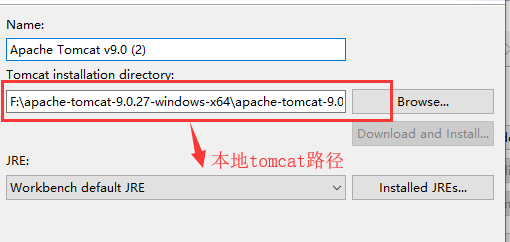 Name:
Apache Tomcat v9.0 (2)
Tomcat installation directory:
F:\apache-tomcat-9.0.27-windows-x64\apache-tomcat-9.0
Browse...
Download and Install...
本地tomcat路径
JRE:
Workbench default JRE
Installed JREs...